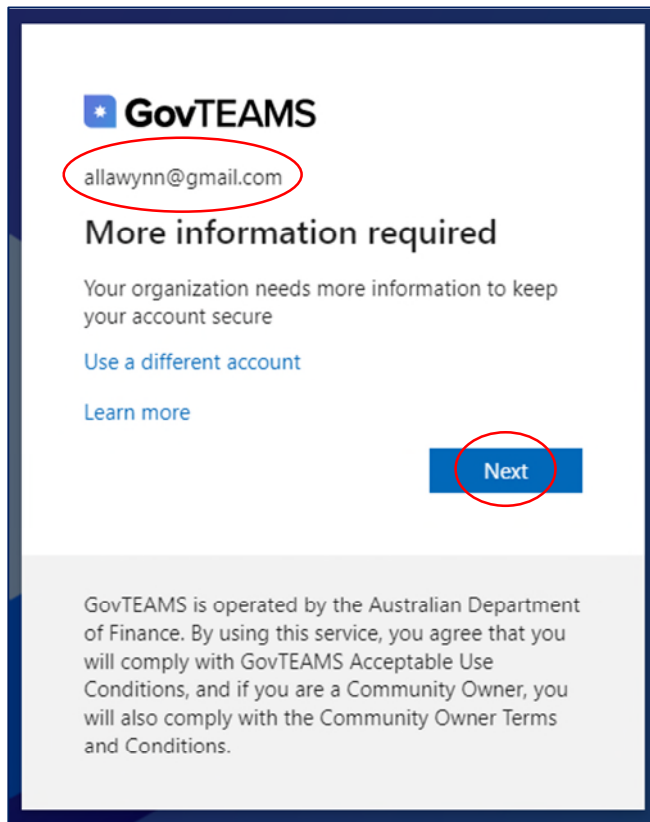 GovTEAMS
allawynn@gmail.com
More information required
Your organization needs more information to keep
your account secure
Use a different account
Learn more
Next
GovTEAMS is operated by the Australian Department
of Finance. By using this service, you agree that you
will comply with GovTEAMS Acceptable Use
Conditions, and if you are a Community Owner, you
will also comply with the Community Owner Terms
and Conditions.